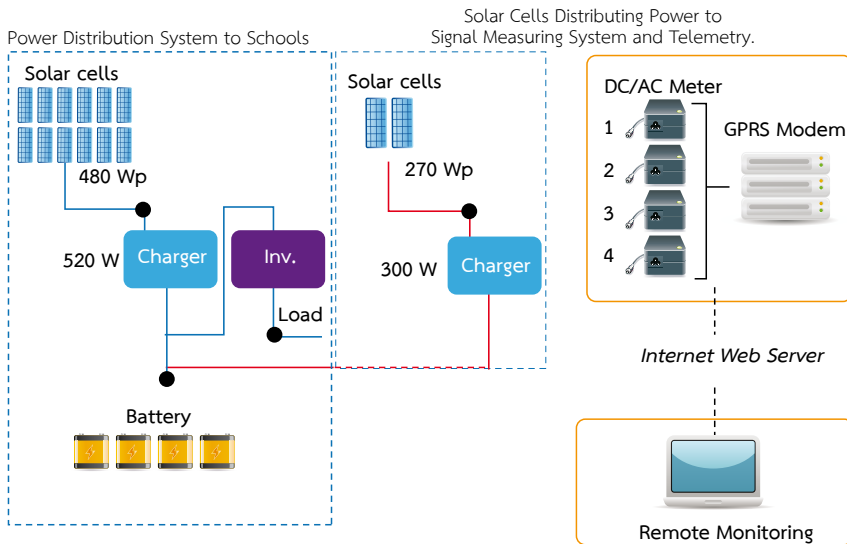 Solar Cells Distributing Power to
Signal Measuring System and Telemetry.
Power Distribution System to Schools
Solar cells
480 Wp
520 W
Charger
Inv.
Load
Battery
Solar cells
270 Wp
300 W
Charger
DC/AC Meter
1
2
3
4
GPRS Modem
Internet Web Server
Remote Monitoring